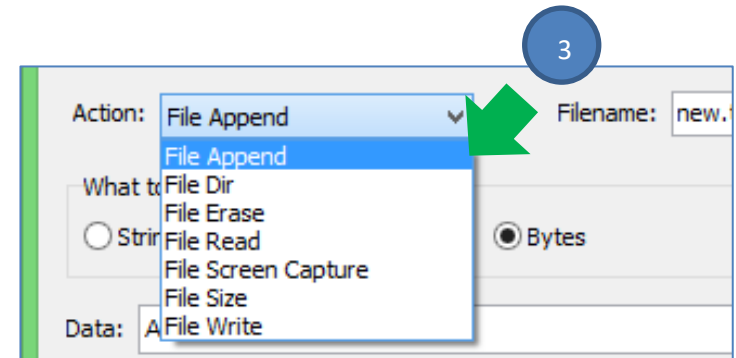 3
Action: File Append Filename: new.
File Append
What to File Dir
File Erase
Strin File Read Bytes
File Screen Capture
File Size
Data: A File Write